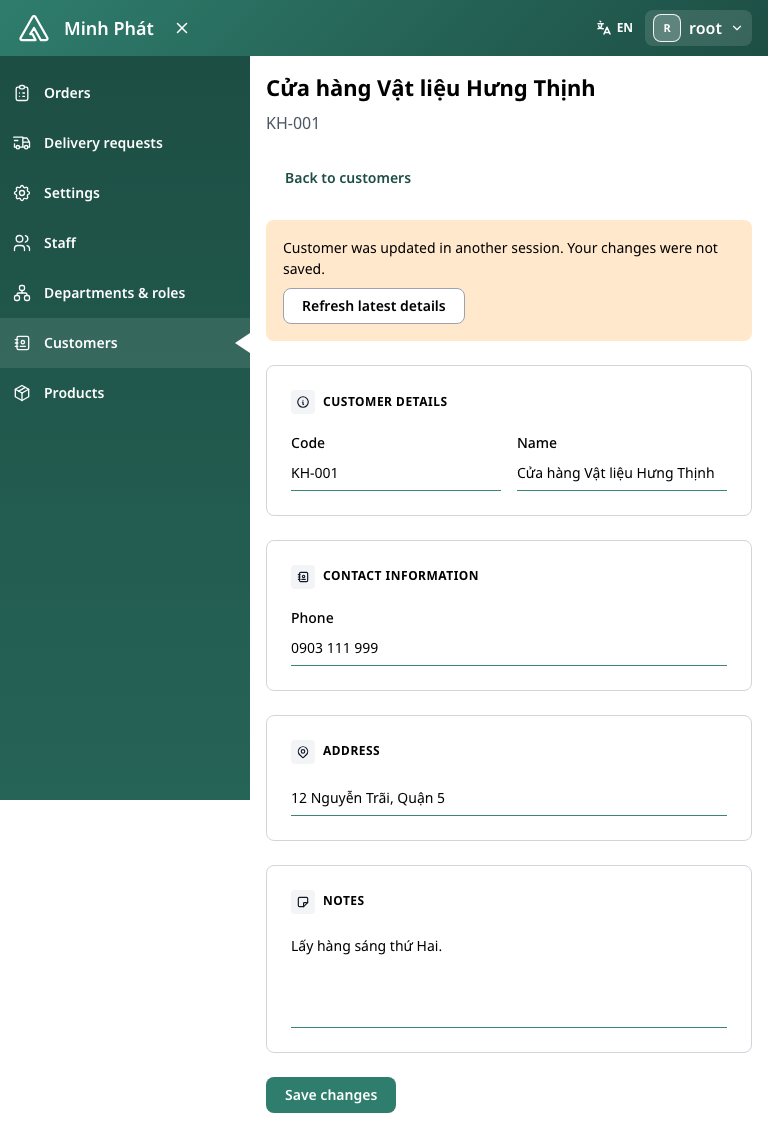 Minh Phát
EN
R
root
Orders
Delivery requests
Settings
Staff
Departments & roles
Customers
Products
Cửa hàng Vật liệu Hưng Thịnh
KH-001
Back to customers
Customer was updated in another session. Your changes were not
saved.
Refresh latest details
CUSTOMER DETAILS
Code
Name
KH-001
Cửa hàng Vật liệu Hưng Thịnh
CONTACT INFORMATION
Phone
0903 111 999
ADDRESS
12 Nguyễn Trãi, Quận 5
NOTES
Lấy hàng sáng thứ Hai.
Save changes